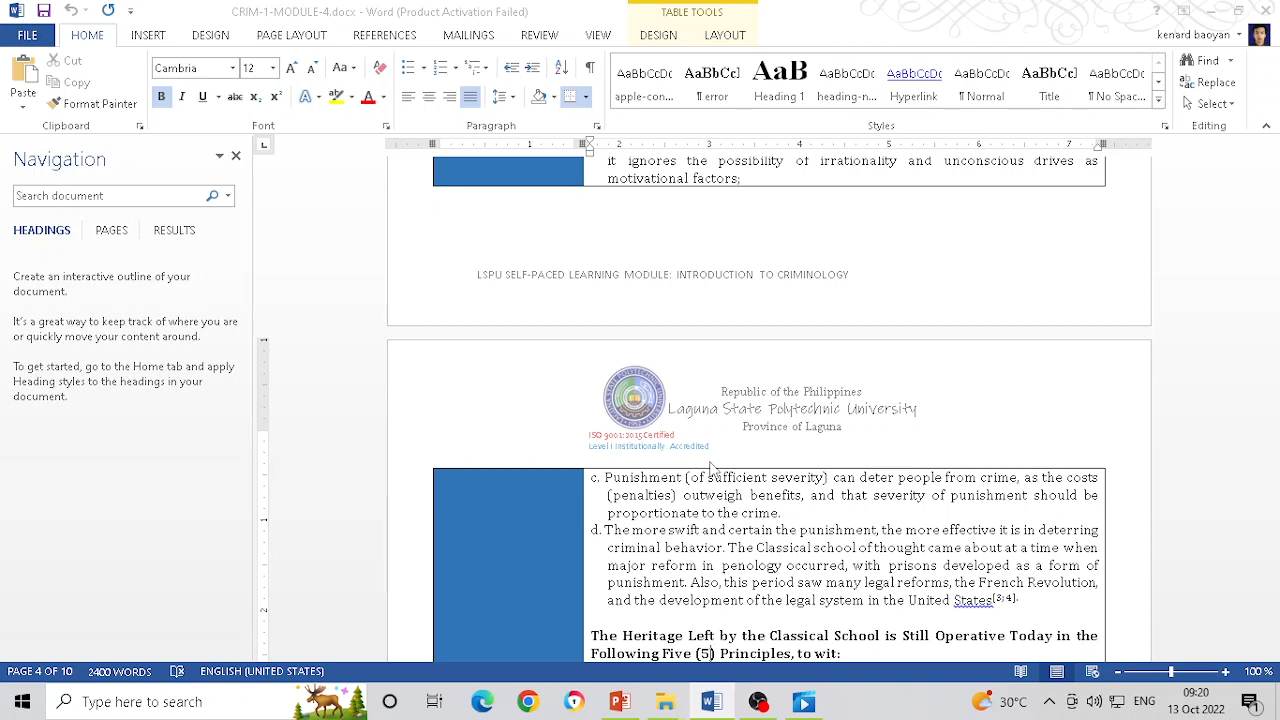 CRIM-1-MODULE-4.docx - Word (Product Activation Failed)
TABLE TOOLS
FILE HOME INSERT DESIGN PAGE LAYOUT REFERENCES MAILINGS REVIEW VIEW DESIGN LAYOUT kenard baoyan
Cut
Copy
Format Painter
Paste
Clipboard
Cambria 12
Font
Paragraph
AaBbCcDc AaBbCc] AaB AaBbCcDc AaBbCcDc AaBbCcDc AaBbCcI AaBbCcDc
apple-con... ¶ error Heading 1 heading-n... Hyperlink ¶ Normal Title ¶ No Spac...
Styles
Find
Replace
Select
Editing
Navigation
Search document
HEADINGS PAGES RESULTS
Create an interactive outline of your
document.
It's a great way to keep track of where you are
or quickly move your content around.
To get started, go to the Home tab and apply
Heading styles to the headings in your
document.
1 2 3 4 5 6 7
it ignores the possibility of irrationality and unconscious drives as
motivational factors;
LSPU SELF-PACED LEARNING MODULE: INTRODUCTION TO CRIMINOLOGY
Republic of the Philippines
Laguna State Polytechnic University
Province of Laguna
ISO 9001:2015 Certified
Level I Institutionally Accredited
c. Punishment (of sufficient severity) can deter people from crime, as the costs
(penalties) outweigh benefits, and that severity of punishment should be
proportionate to the crime.
d. The more swift and certain the punishment, the more effective it is in deterring
criminal behavior. The Classical school of thought came about at a time when
major reform in penology occurred, with prisons developed as a form of
punishment. Also, this period saw many legal reforms, the French Revolution,
and the development of the legal system in the United States[3;4].
The Heritage Left by the Classical School is Still Operative Today in the
Following Five (5) Principles, to wit:
PAGE 4 OF 10 2400 WORDS ENGLISH (UNITED STATES) 100 %
Type here to search
30°C ENG
09:20
13 Oct 2022